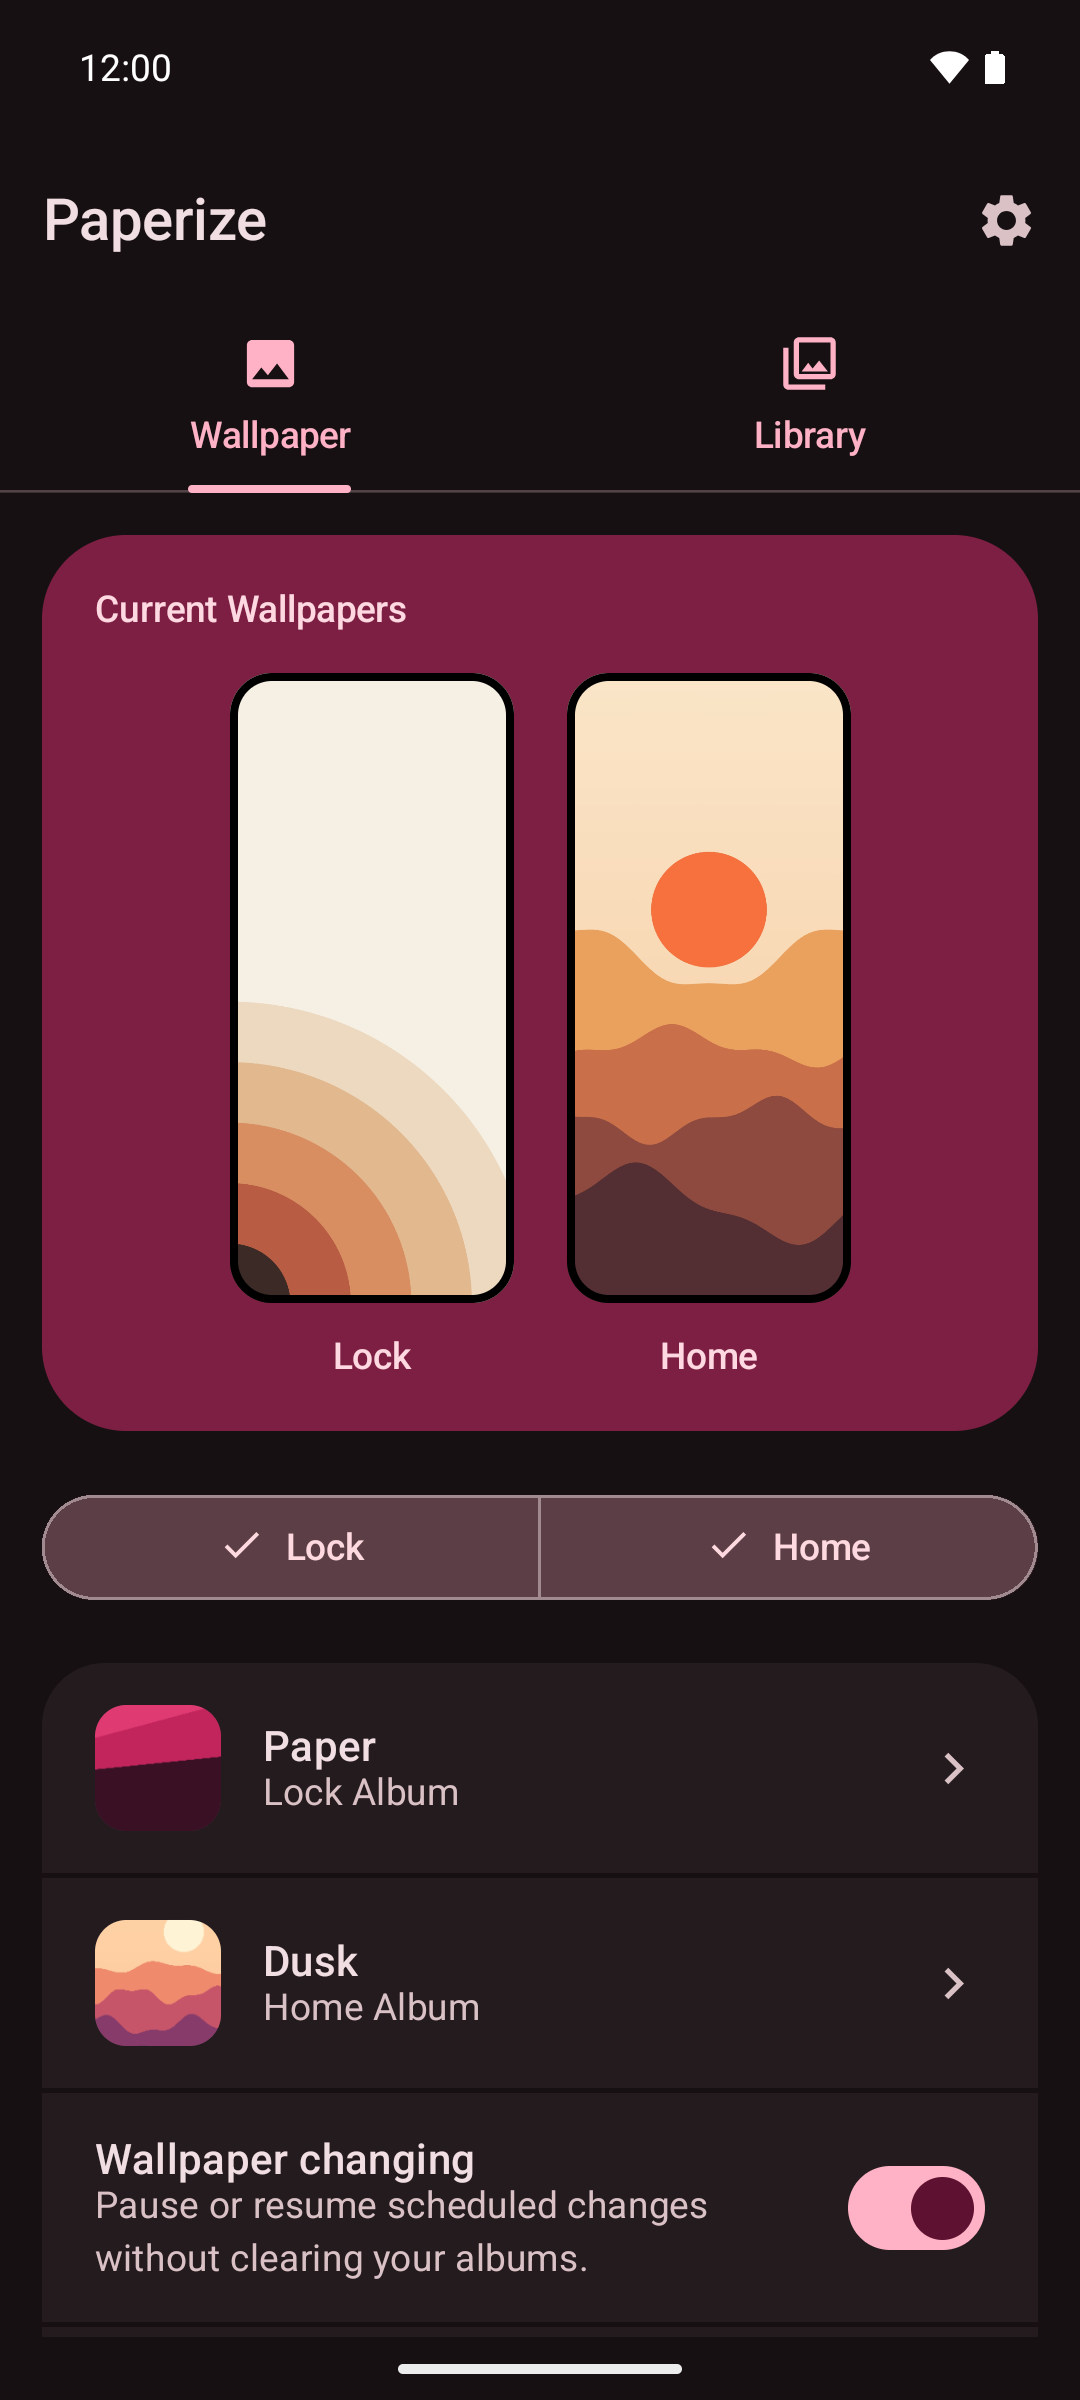 12:00
Paperize
Wallpaper
Library
Current Wallpapers
Lock
Home
Lock
Home
Paper
Lock Album
Dusk
Home Album
Wallpaper changing
Pause or resume scheduled changes
without clearing your albums.